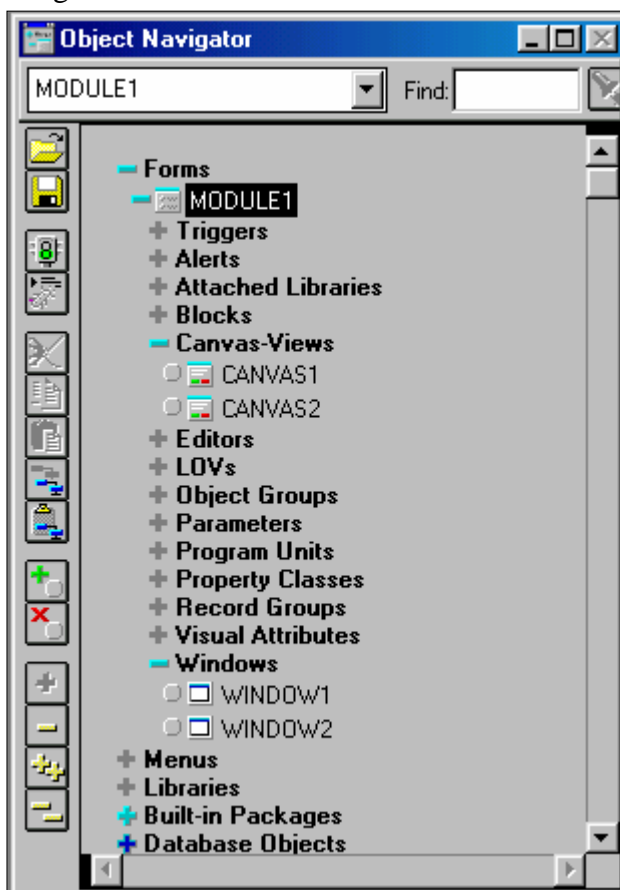 Object Navigator
MODULE1
Find:
Forms
MODULE1
Triggers
Alerts
Attached Libraries
Blocks
Canvas-Views
CANVAS1
CANVAS2
Editors
LOVs
Object Groups
Parameters
Program Units
Property Classes
Record Groups
Visual Attributes
Windows
WINDOW1
WINDOW2
Menus
Libraries
Built-in Packages
Database Objects